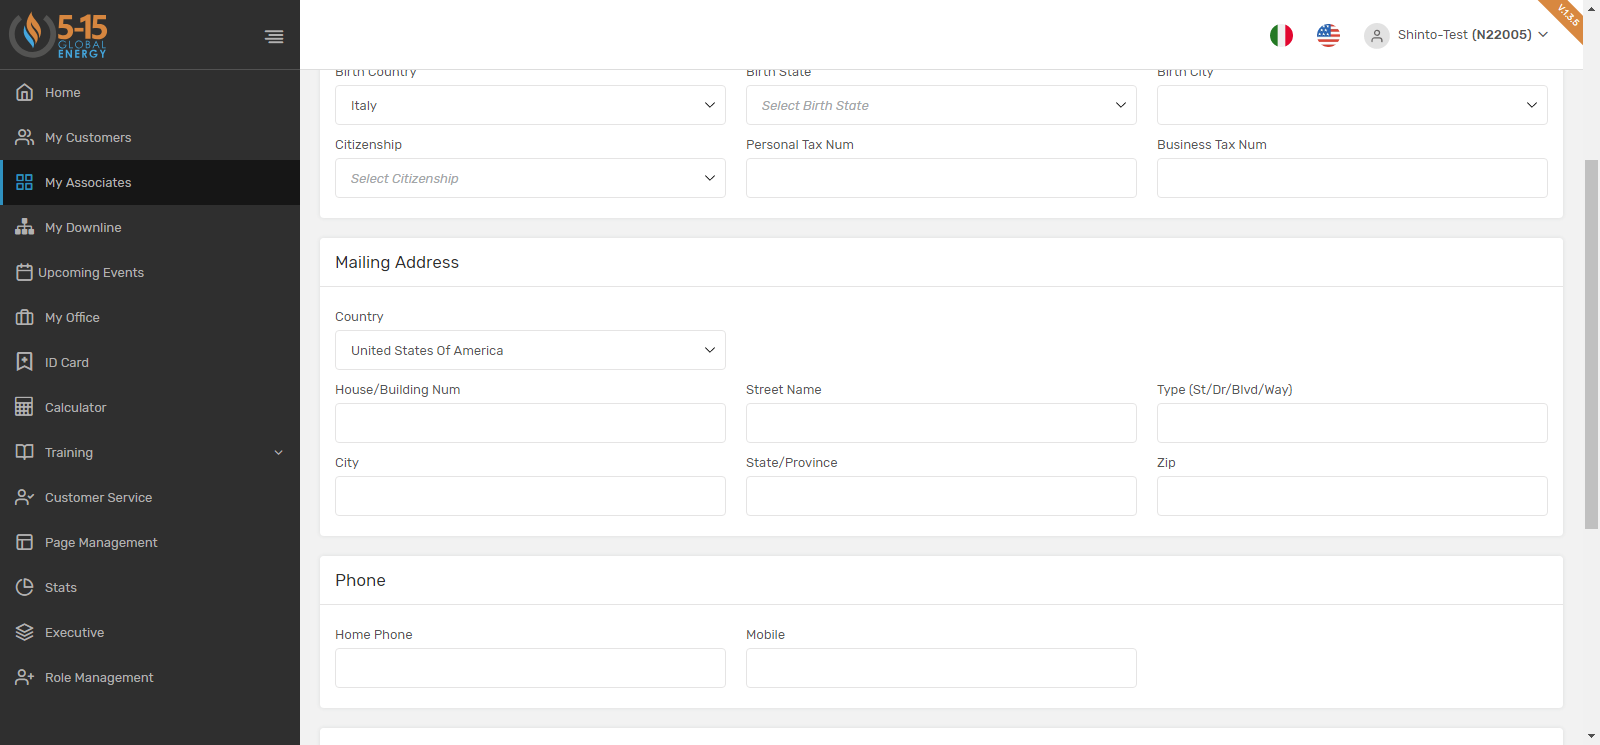 5-15
GLOBAL
ENERGY
Shinto-Test (N22005)
V.1.3.5
Home
My Customers
My Associates
My Downline
Upcoming Events
My Office
ID Card
Calculator
Training
Customer Service
Page Management
Stats
Executive
Role Management
Birth Country
Birth State
Birth City
Italy
Select Birth State
Citizenship
Personal Tax Num
Business Tax Num
Select Citizenship
Mailing Address
Country
United States Of America
House/Building Num
Street Name
Type (St/Dr/Blvd/Way)
City
State/Province
Zip
Phone
Home Phone
Mobile